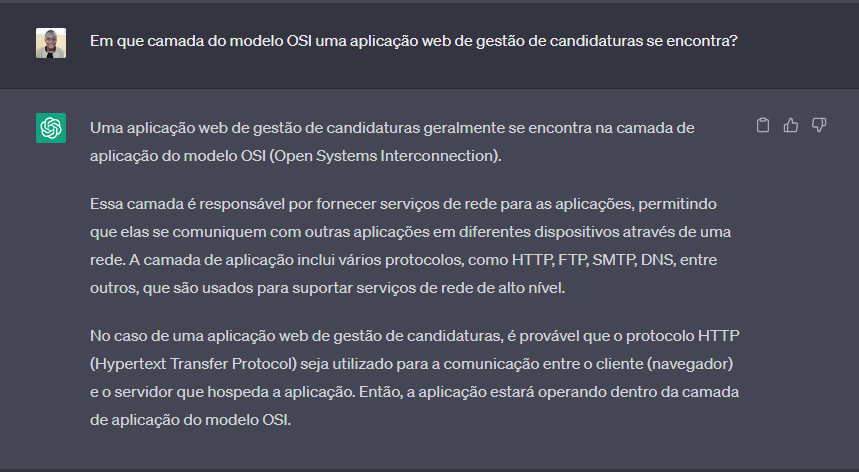 Em que camada do modelo OSI uma aplicação web de gestão de candidaturas se encontra?
Uma aplicação web de gestão de candidaturas geralmente se encontra na camada de
aplicação do modelo OSI (Open Systems Interconnection).
Essa camada é responsável por fornecer serviços de rede para as aplicações, permitindo
que elas se comuniquem com outras aplicações em diferentes dispositivos através de uma
rede. A camada de aplicação inclui vários protocolos, como HTTP, FTP, SMTP, DNS, entre
outros, que são usados para suportar serviços de rede de alto nível.
No caso de uma aplicação web de gestão de candidaturas, é provável que o protocolo HTTP
(Hypertext Transfer Protocol) seja utilizado para a comunicação entre o cliente (navegador)
e o servidor que hospeda a aplicação. Então, a aplicação estará operando dentro da camada
de aplicação do modelo OSI.